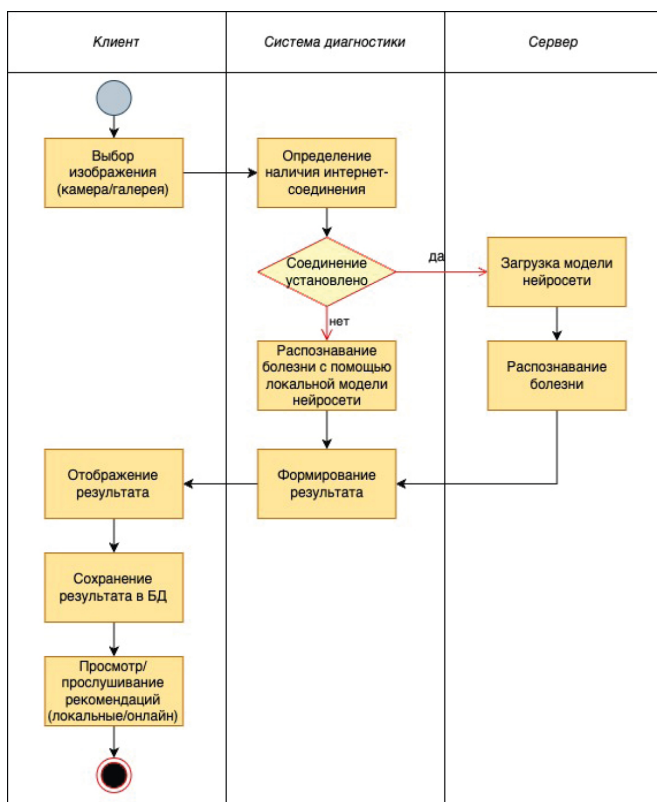 Клиент
Система диагностики
Сервер
Выбор
изображения
(камера/галерея)
Определение
наличия интернет-
соединения
Соединение
установлено
да
Загрузка модели
нейросети
нет
Распознавание
болезни с помощью
локальной модели
нейросети
Распознавание
болезни
Отображение
результата
Формирование
результата
Сохранение
результата в БД
Просмотр/
прослушивание
рекомендаций
(локальные/онлайн)